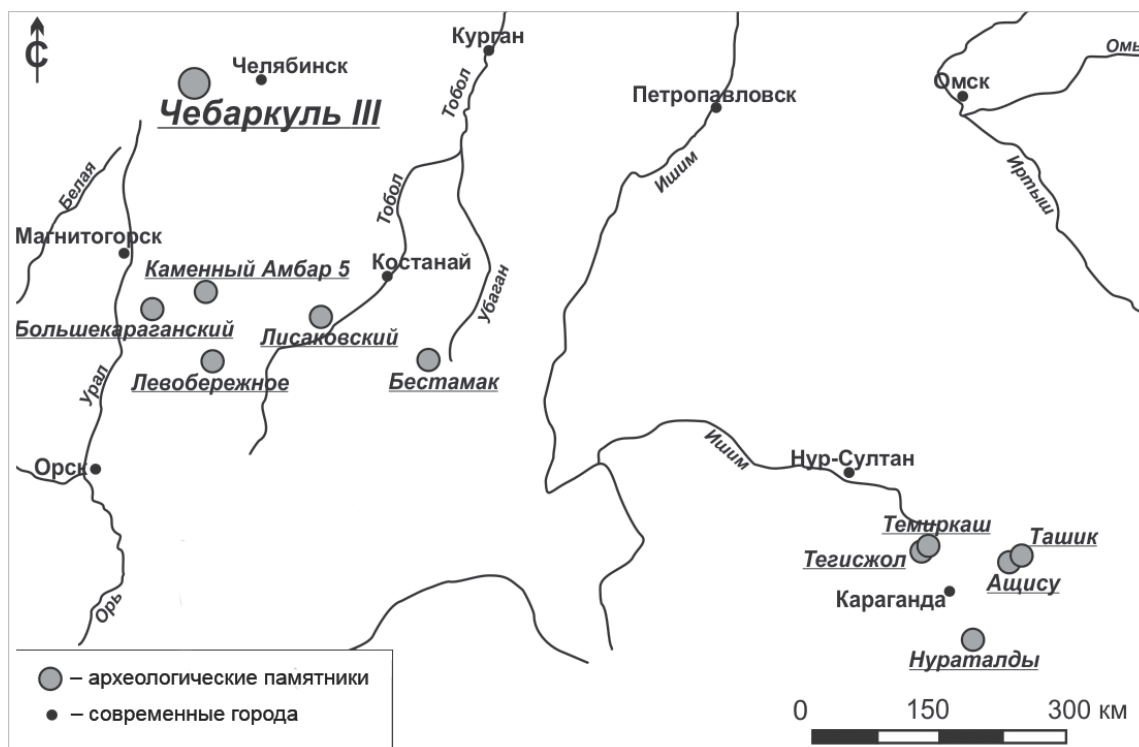 С
Челябинск
Чебаркуль III
Курган
Тобол
Петропавловск
Ишим
Омск
Омь
Иртыш
Белая
Тобол
Магнитогорск
Каменный Амбар 5
Костанай
Убаган
Большекараганский
Лисаковский
Левобережное
Бестамак
Урал
Орск
Орь
Ишим
Нур-Султан
Темиркаш
Тегисжол
Ташик
Ащису
Караганда
Нураталды
– археологические памятники
– современные города
0 150 300 км